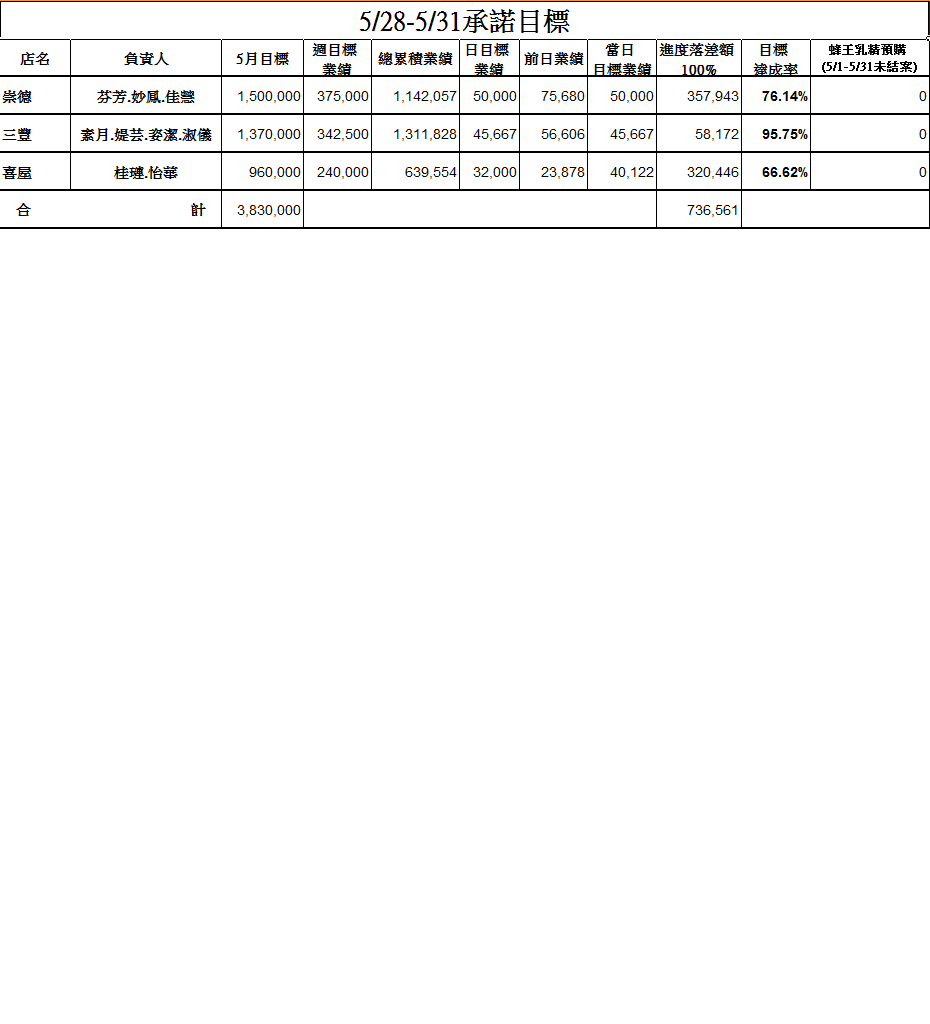 5/28-5/31承諾目標
店名 負責人 5月目標 週目標業績 總累積業績 日目標業績 前日業績 當日目標業績 進度落差額100% 目標達成率 蜂王乳精預購(5/1-5/31未結案)
崇德 芬芳.妙鳳.佳慧 1,500,000 375,000 1,142,057 50,000 75,680 50,000 357,943 76.14% 0
三豐 素月.媞芸.姿潔.淑儀 1,370,000 342,500 1,311,828 45,667 56,606 45,667 58,172 95.75% 0
喜屋 桂璉.怡華 960,000 240,000 639,554 32,000 23,878 40,122 320,446 66.62% 0
合計 3,830,000 736,561